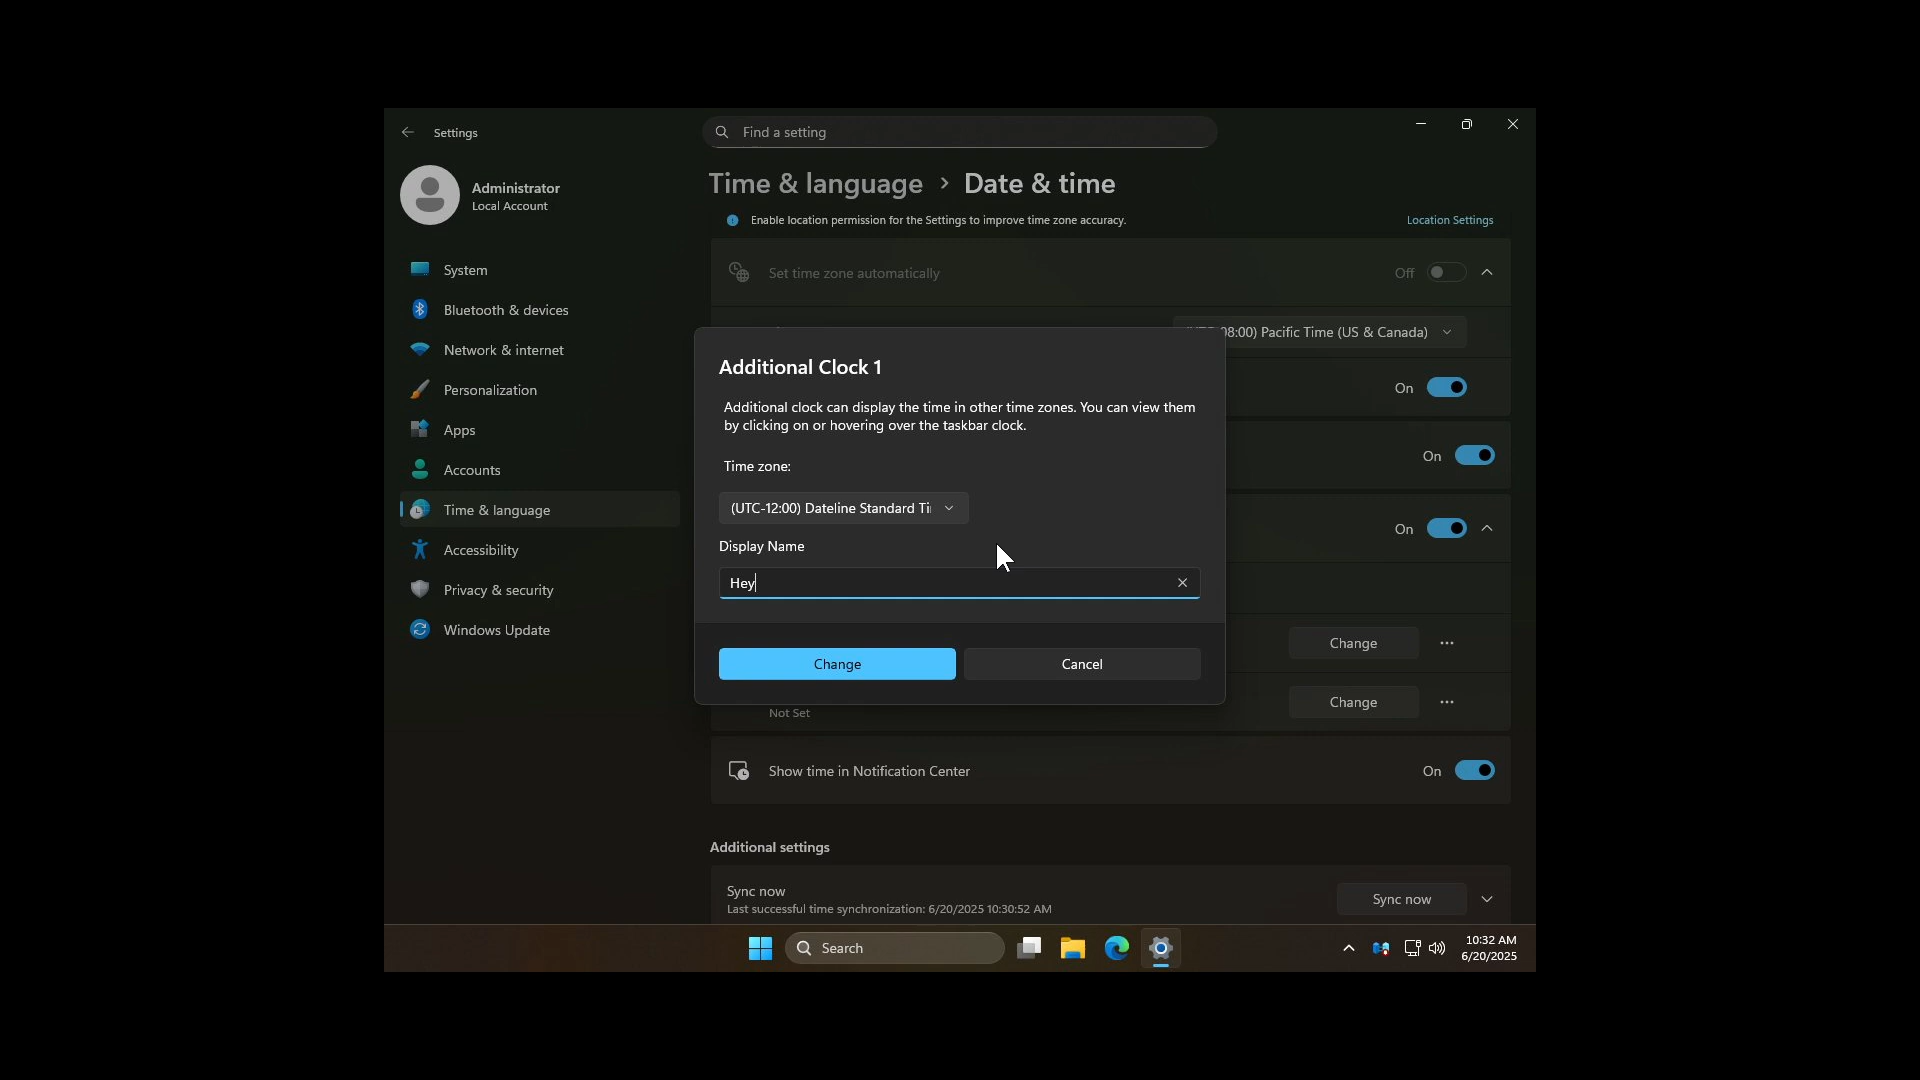 Settings
Find a setting
Administrator
Local Account
System
Bluetooth & devices
Network & internet
Personalization
Apps
Accounts
Time & language
Accessibility
Privacy & security
Windows Update
Time & language > Date & time
Enable location permission for the Settings to improve time zone accuracy.
Location Settings
Set time zone automatically
Off
08:00) Pacific Time (US & Canada)
On
On
On
Additional Clock 1
Additional clock can display the time in other time zones. You can view them
by clicking on or hovering over the taskbar clock.
Time zone:
(UTC-12:00) Dateline Standard Ti
Display Name
Hey
Change
Cancel
Change
Change
Not Set
Show time in Notification Center
On
Additional settings
Sync now
Last successful time synchronization: 6/20/2025 10:30:52 AM
Sync now
Search
10:32 AM
6/20/2025